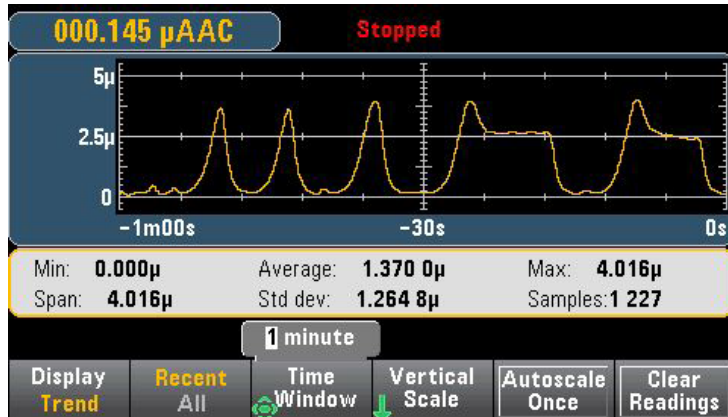 000.145 µAAC Stopped
5µ
2.5µ
0
−1m00s −30s 0s
Min: 0.000µ Average: 1.370 0µ Max: 4.016µ
Span: 4.016µ Std dev: 1.264 8µ Samples:1 227
1 minute
Display Recent Time Vertical Autoscale Clear
Trend All Window Scale Once Readings